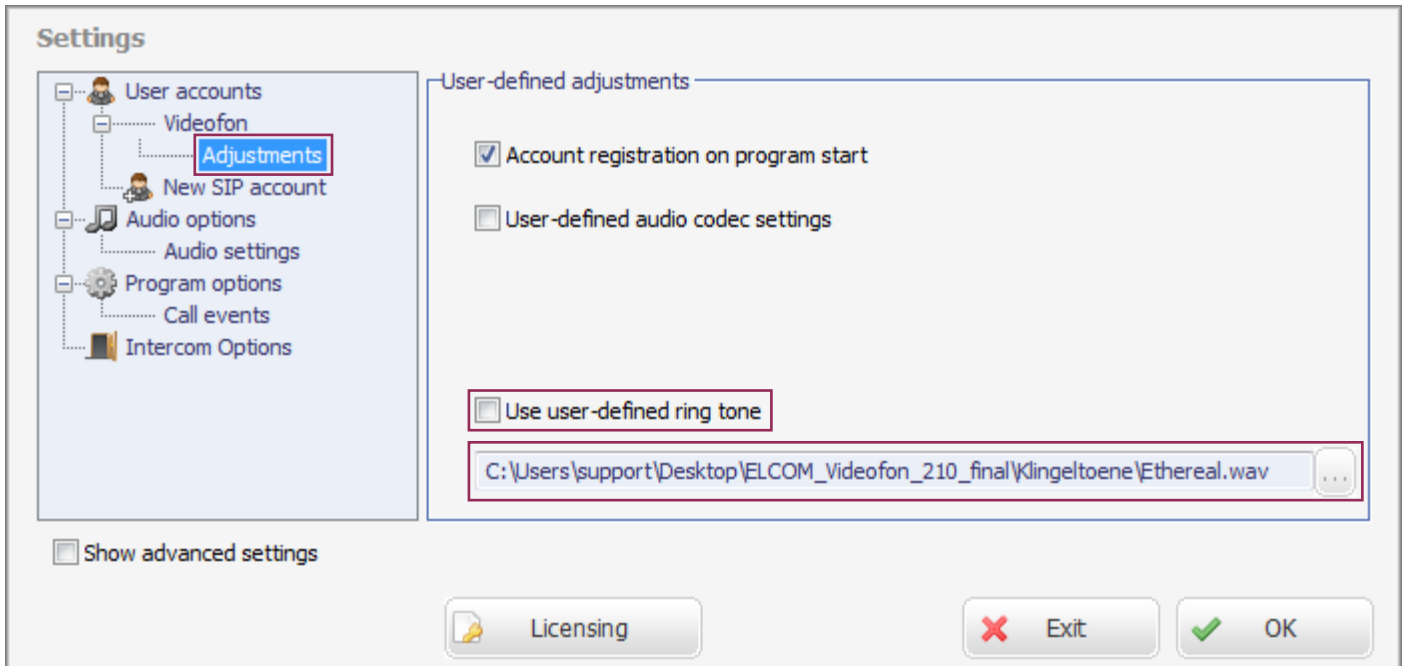 Settings
User accounts
Videofon
Adjustments
New SIP account
Audio options
Audio settings
Program options
Call events
Intercom Options
User-defined adjustments
Account registration on program start
User-defined audio codec settings
Use user-defined ring tone
C:\Users\support\Desktop\ELCOM_Videofon_210_final\Klingeltoene\Ethereal.wav
...
Show advanced settings
Licensing
Exit
OK